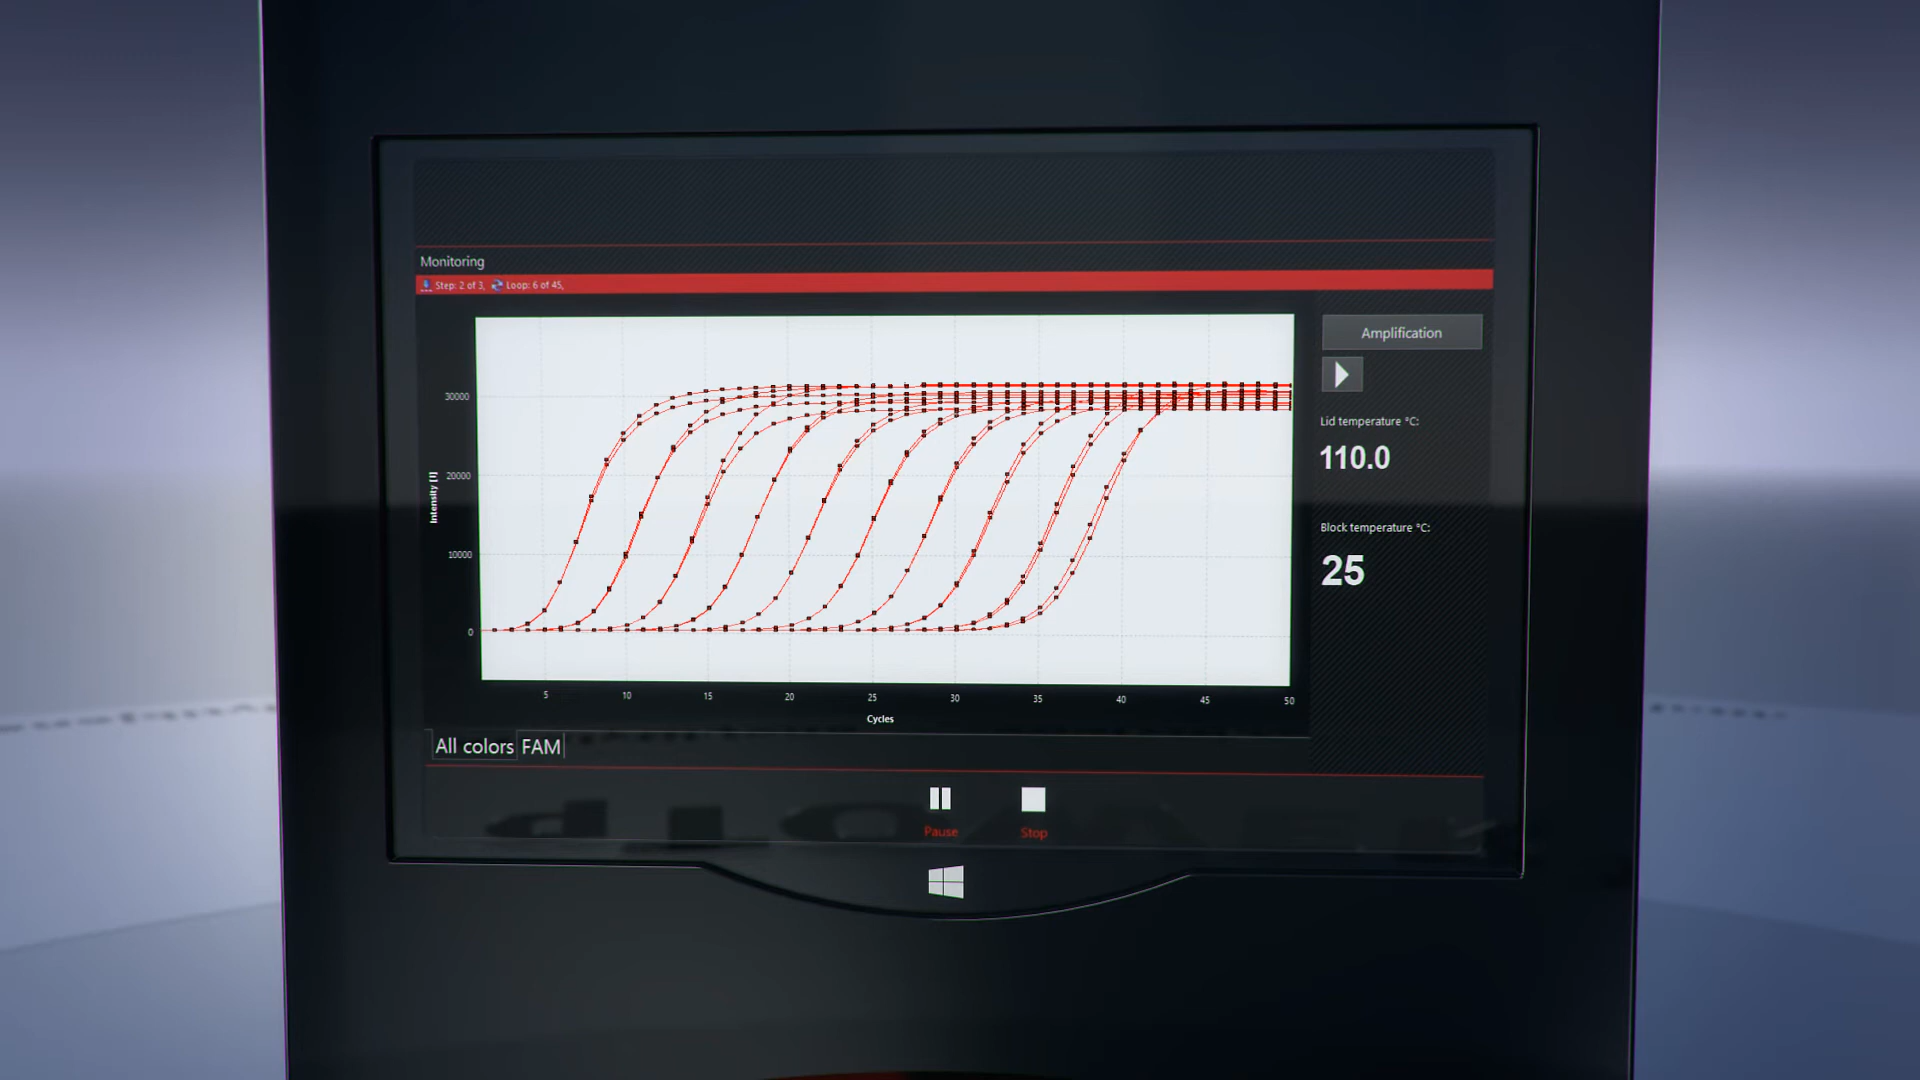 Monitoring
Step: 2 of 3, Loop: 6 of 45,
Amplification
Lid temperature °C:
110.0
Block temperature °C:
25
Intensity [I]
30000
20000
10000
0
5 10 15 20 25 30 35 40 45 50
Cycles
All colors FAM
Pause Stop